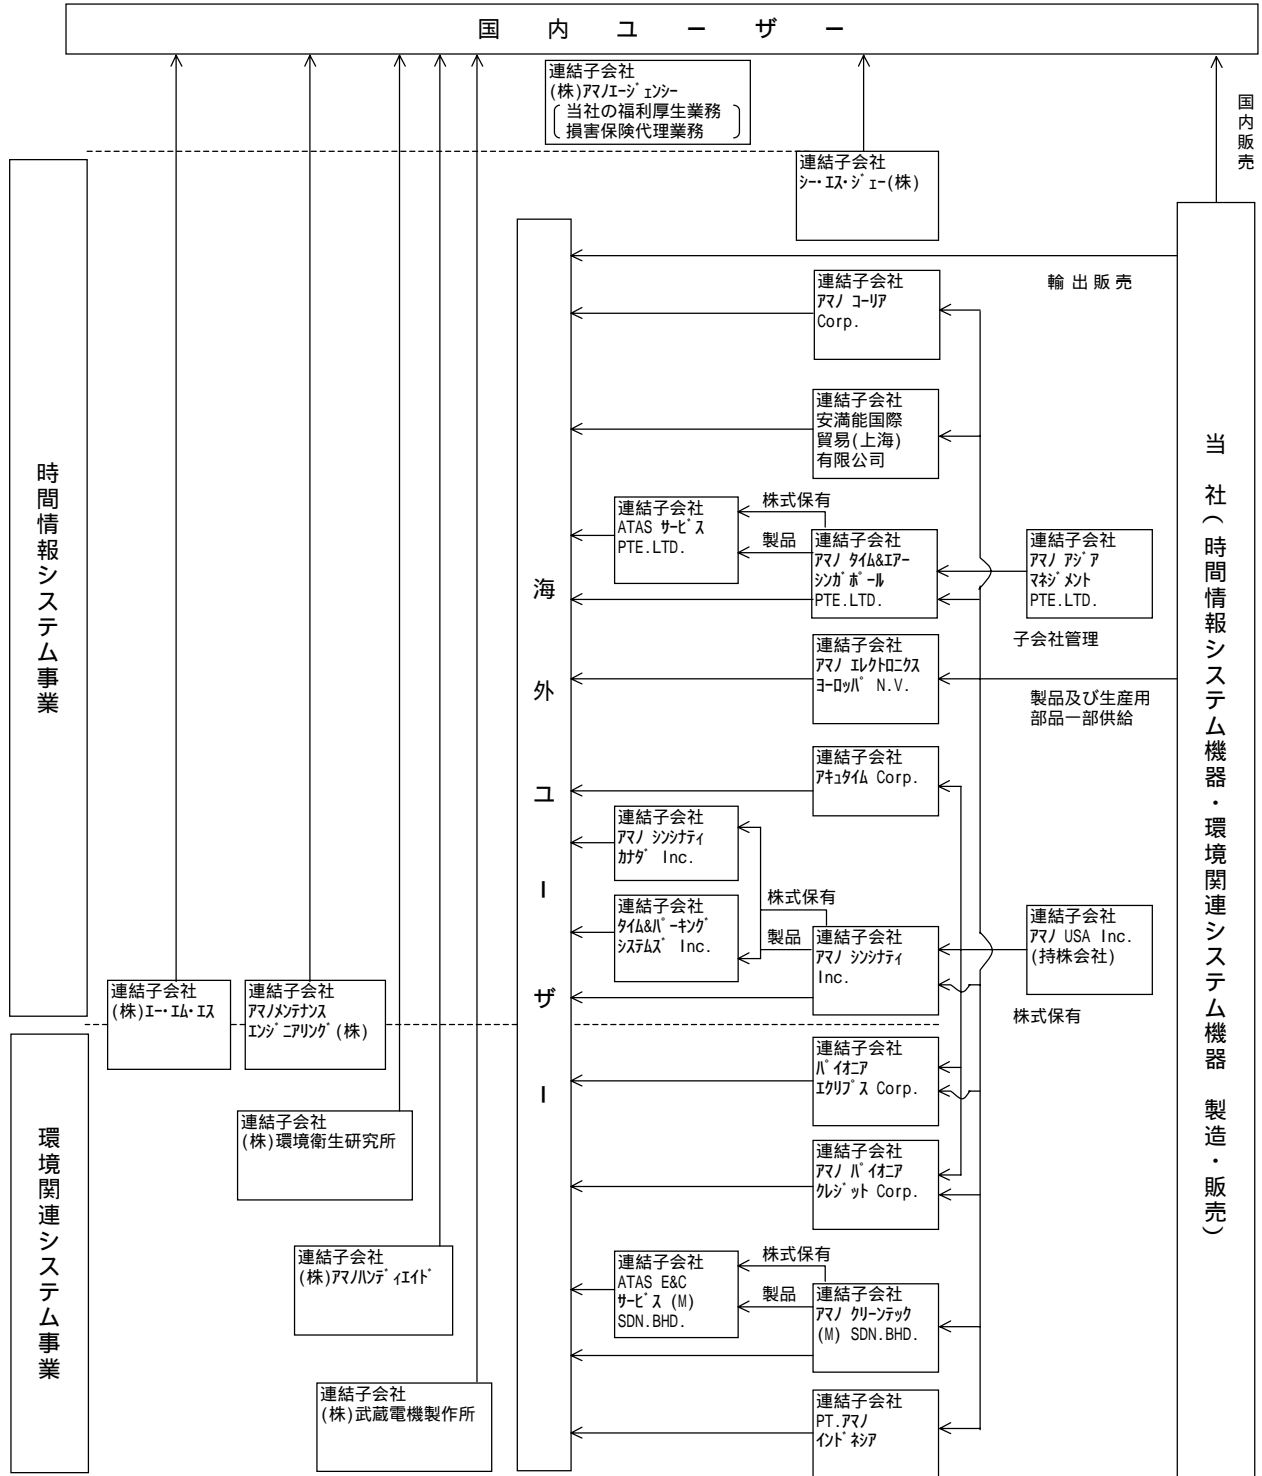 国内ユーザー
連結子会社
(株)アマノエージェンシー
当社の福利厚生業務
損害保険代理業務
国内販売
連結子会社
シー・エス・ジェー(株)
輸出販売
連結子会社
アマノ コーリア
Corp.
連結子会社
安満能国際
貿易(上海)
有限公司
時間情報システム事業
海外ユーザー
当 社(時間情報システム機器・環境関連システム機器 製造・販売)
連結子会社
ATAS サービス
PTE.LTD.
株式保有
製品
連結子会社
アマノ タイム&エアー
シンガポール
PTE.LTD.
連結子会社
アマノ アジア
マネジメント
PTE.LTD.
子会社管理
連結子会社
アマノ エレクトロニクス
ヨーロッパ N.V.
製品及び生産用
部品一部供給
連結子会社
アキュタイム Corp.
連結子会社
アマノ シンシナティ
カナダ Inc.
連結子会社
タイム&パーキング
システムズ Inc.
株式保有
製品
連結子会社
アマノ シンシナティ
Inc.
連結子会社
アマノ USA Inc.
(持株会社)
株式保有
連結子会社
(株)エー・エム・エス
連結子会社
アマノメンテナンス
エンジニアリング(株)
連結子会社
パイオニア
エクリプス Corp.
環境関連システム事業
連結子会社
(株)環境衛生研究所
連結子会社
アマノ パイオニア
クレジット Corp.
連結子会社
(株)アマノハンディエイド
連結子会社
ATAS E&C
サービス (M)
SDN.BHD.
株式保有
製品
連結子会社
アマノ クリーンテック
(M) SDN.BHD.
連結子会社
(株)武蔵電機製作所
連結子会社
PT.アマノ
インドネシア